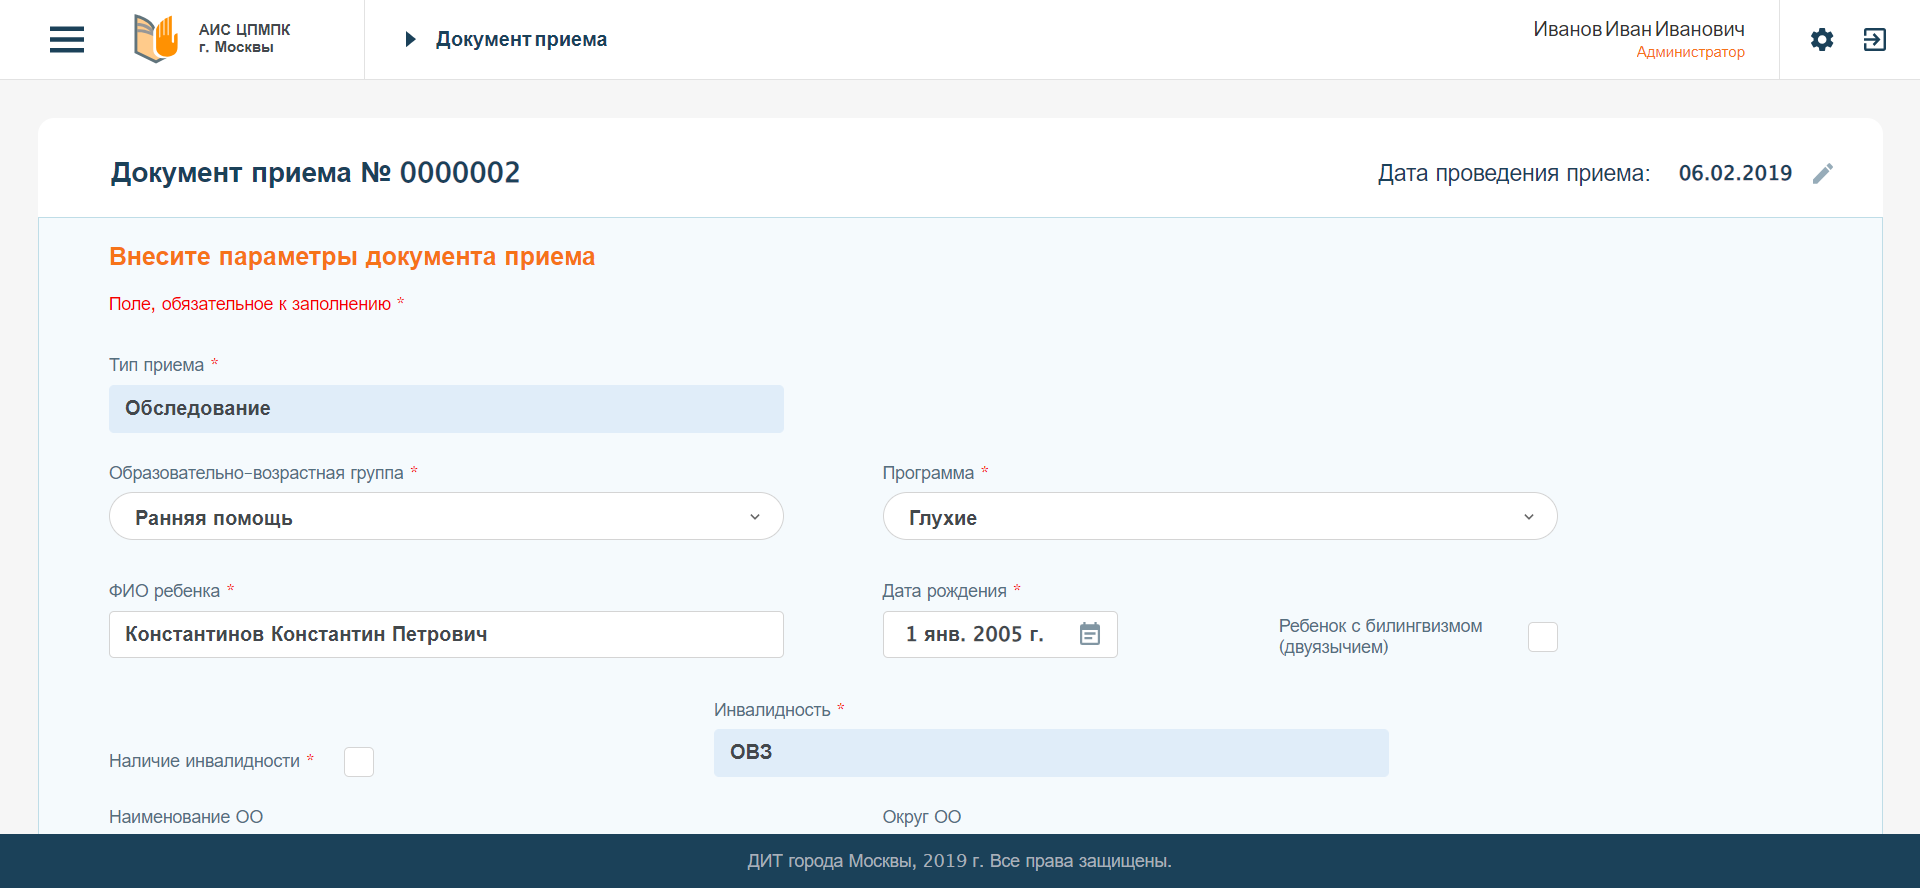 АИС ЦПМПК
г. Москвы
Документ приема
Иванов Иван Иванович
Администратор
Документ приема № 0000002
Дата проведения приема: 06.02.2019
Внесите параметры документа приема
Поле, обязательное к заполнению *
Тип приема *
Обследование
Образовательно-возрастная группа *
Ранняя помощь
Программа *
Глухие
ФИО ребенка *
Константинов Константин Петрович
Дата рождения *
1 янв. 2005 г.
Ребенок с билингвизмом
(двуязычием)
Наличие инвалидности *
Инвалидность *
ОВЗ
Наименование ОО
Округ ОО
ДИТ города Москвы, 2019 г. Все права защищены.